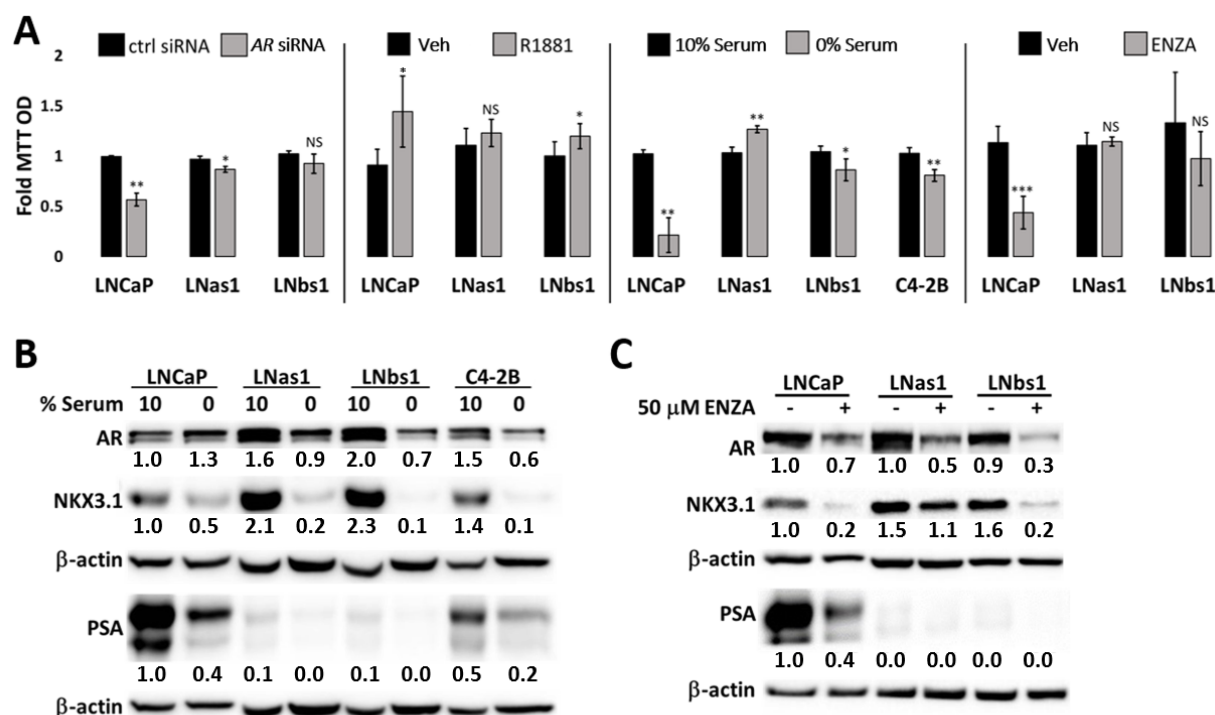 A
ctrl siRNA AR siRNA Veh R1881 10% Serum 0% Serum Veh ENZA
Fold MTT OD
2
1.5
1
0.5
0
** * NS * NS * ** ** * ** *** NS NS
LNCaP LNas1 LNbs1 LNCaP LNas1 LNbs1 LNCaP LNas1 LNbs1 C4-2B LNCaP LNas1 LNbs1
B
LNCaP LNas1 LNbs1 C4-2B
% Serum 10 0 10 0 10 0 10 0
AR
1.0 1.3 1.6 0.9 2.0 0.7 1.5 0.6
NKX3.1
1.0 0.5 2.1 0.2 2.3 0.1 1.4 0.1
β-actin
PSA
1.0 0.4 0.1 0.0 0.1 0.0 0.5 0.2
β-actin
C
LNCaP LNas1 LNbs1
50 μM ENZA - + - + - +
AR
1.0 0.7 1.0 0.5 0.9 0.3
NKX3.1
1.0 0.2 1.5 1.1 1.6 0.2
β-actin
PSA
1.0 0.4 0.0 0.0 0.0 0.0
β-actin